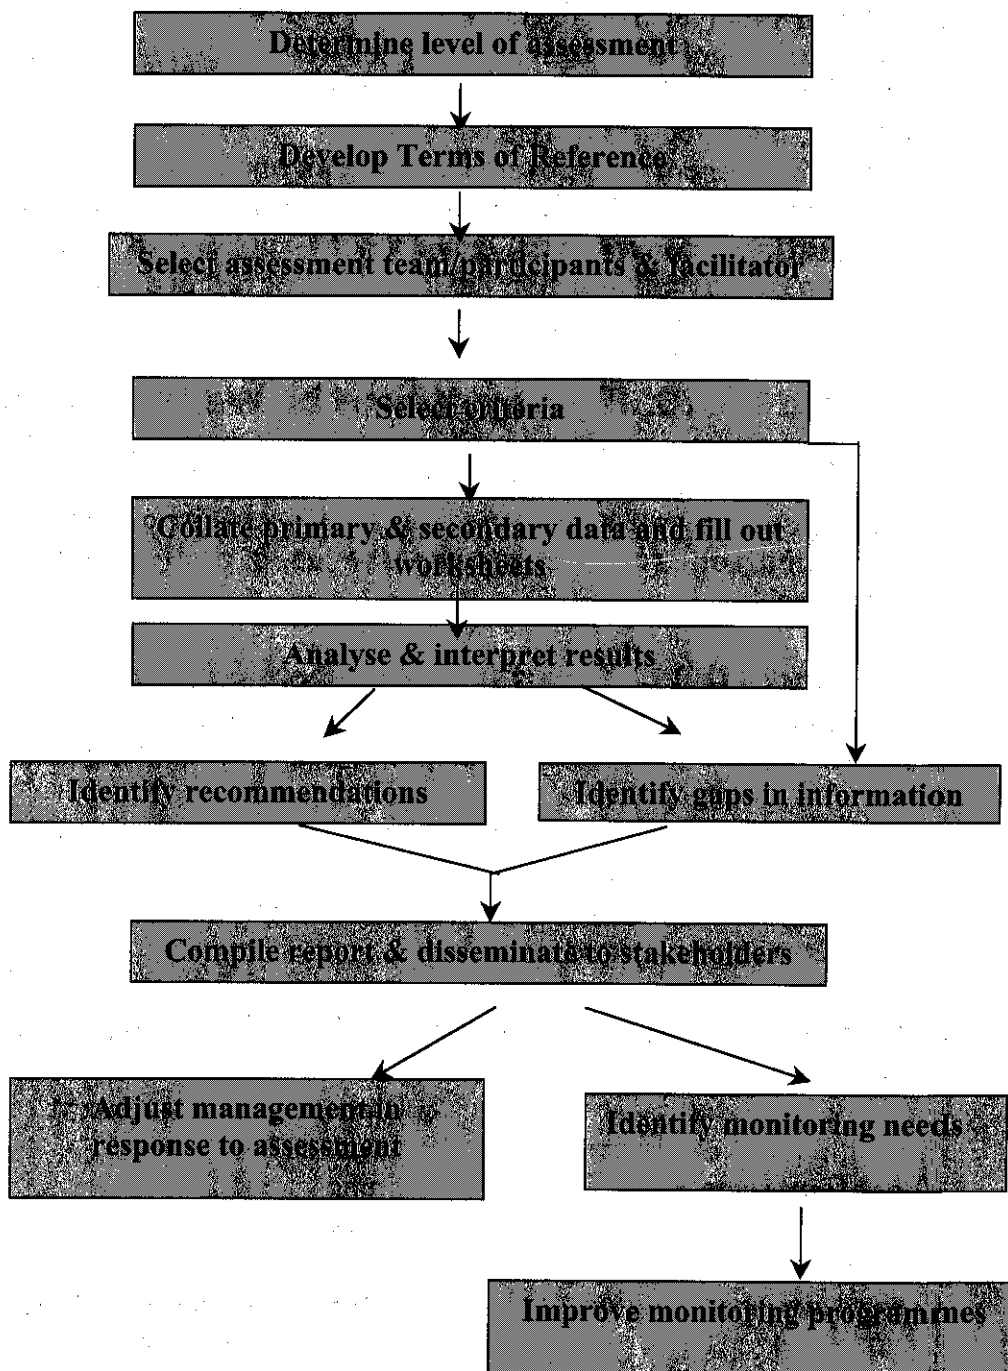 Determine level of assessment
Develop Terms of Reference
Select assessment team/participants & facilitator
Select criteria
Collate primary & secondary data and fill out
worksheets
Analyse & interpret results
Identify recommendations
Identify gaps in information
Compile report & disseminate to stakeholders
Adjust management in
response to assessment
Identify monitoring needs
Improve monitoring programmes